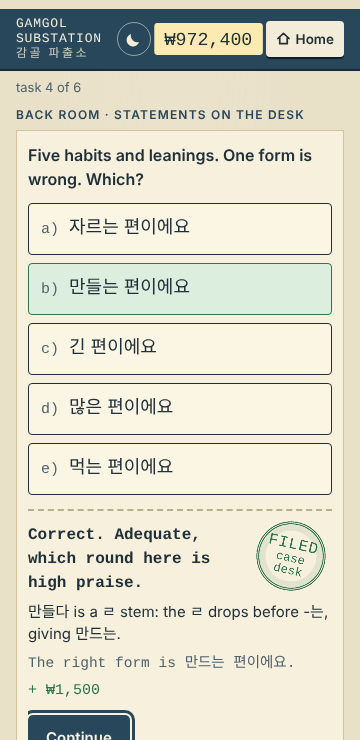 GAMGOL
SUBSTATION
감골 파출소
₩972,400
Home
task 4 of 6
BACK ROOM · STATEMENTS ON THE DESK
Five habits and leanings. One form is
wrong. Which?
a) 자르는 편이에요
b) 만들는 편이에요
c) 긴 편이에요
d) 많은 편이에요
e) 먹는 편이에요
Correct. Adequate,
which round here is
high praise.
FILED
case
desk
만들다 is a ㄹ stem: the ㄹ drops before -는,
giving 만드는.
The right form is 만드는 편이에요.
+ ₩1,500
Continue